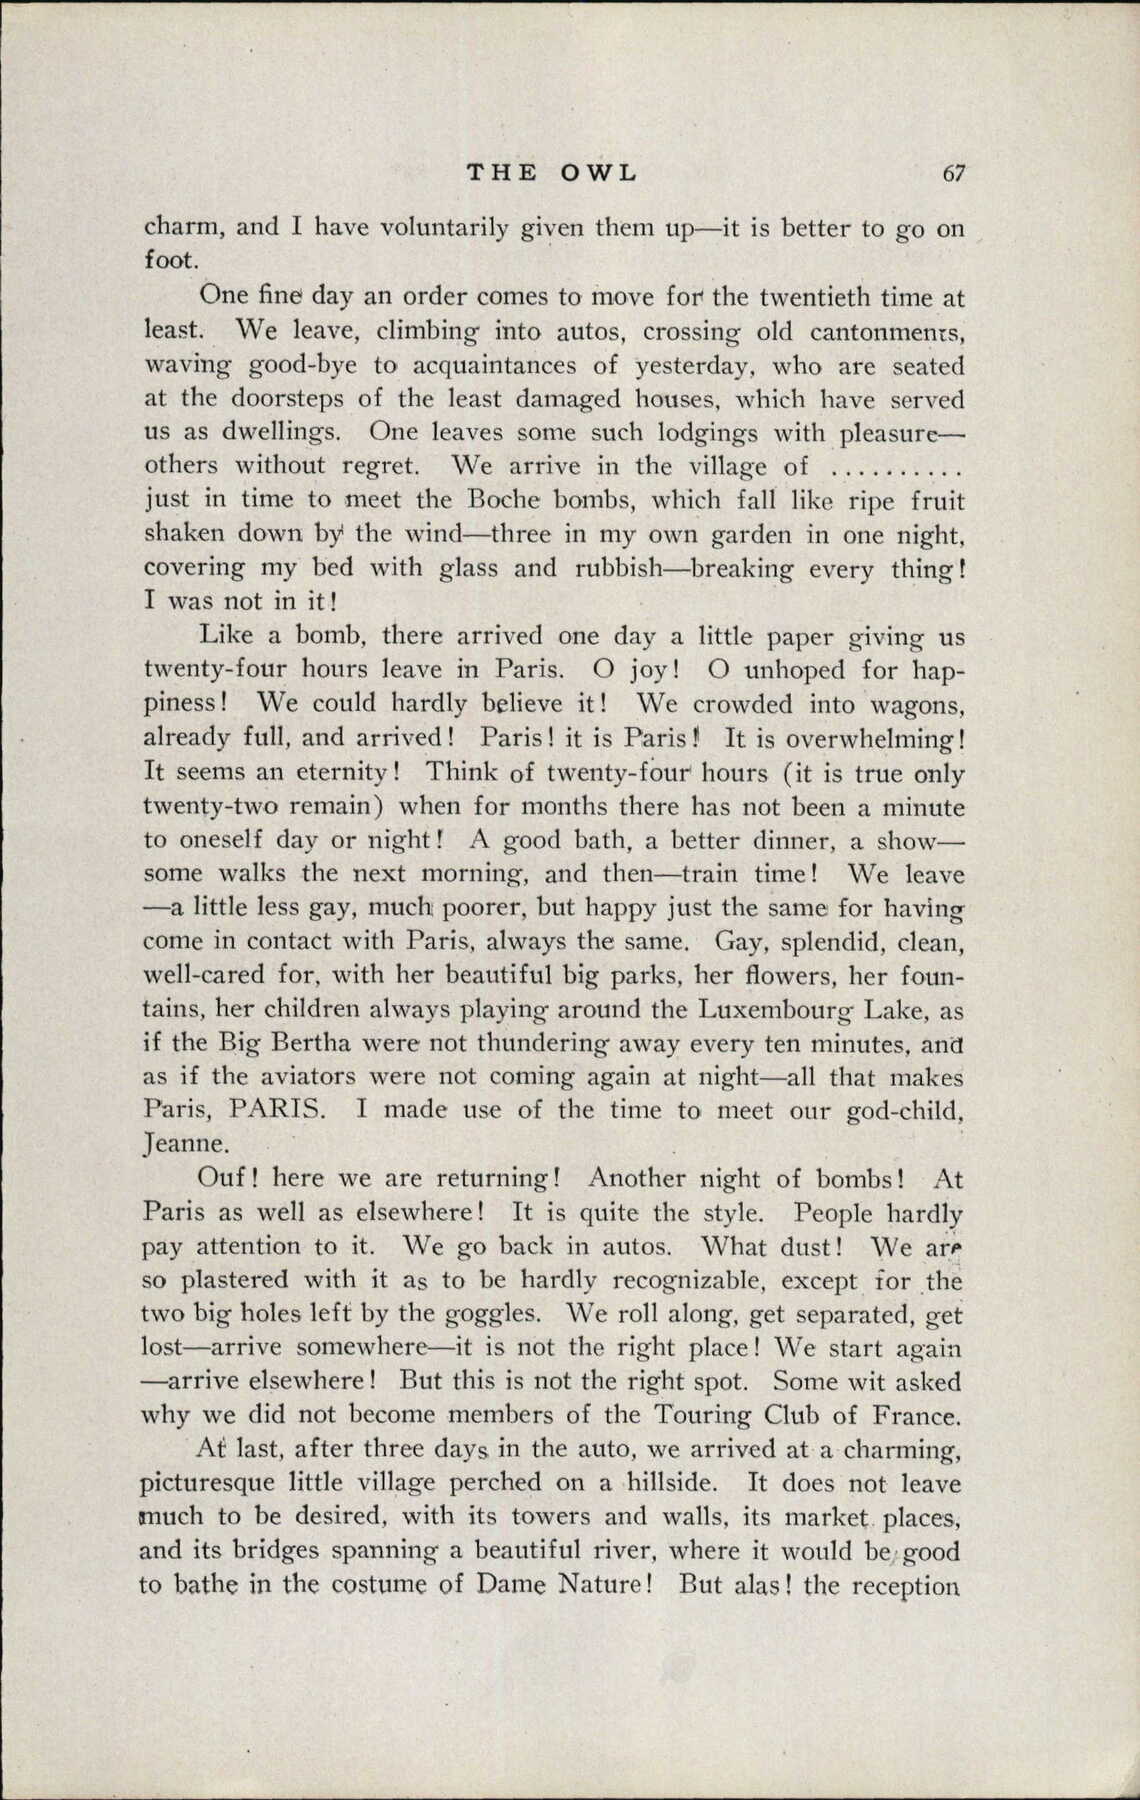 THE OWL 67
charm, and I have voluntarily given them up—it is better to go on
foot.
One fine day an order comes to move for the twentieth time at
least. We leave, climbing into autos, crossing old cantonments,
waving good-bye to acquaintances of yesterday, who are seated
at the doorsteps of the least damaged houses, which have served
us as dwellings. One leaves some such lodgings with pleasure—
others without regret. We arrive in the village of ..........
just in time to meet the Boche bombs, which fall like ripe fruit
shaken down by the wind—three in my own garden in one night,
covering my bed with glass and rubbish—breaking every thing!
I was not in it!
Like a bomb, there arrived one day a little paper giving us
twenty-four hours leave in Paris. O joy! O unhoped for hap-
piness! We could hardly believe it! We crowded into wagons,
already full, and arrived! Paris! it is Paris! It is overwhelming!
It seems an eternity! Think of twenty-four hours (it is true only
twenty-two remain) when for months there has not been a minute
to oneself day or night! A good bath, a better dinner, a show—
some walks the next morning, and then—train time! We leave
—a little less gay, much poorer, but happy just the same for having
come in contact with Paris, always the same. Gay, splendid, clean,
well-cared for, with her beautiful big parks, her flowers, her foun-
tains, her children always playing around the Luxembourg Lake, as
if the Big Bertha were not thundering away every ten minutes, and
as if the aviators were not coming again at night—all that makes
Paris, PARIS. I made use of the time to meet our god-child,
Jeanne.
Ouf! here we are returning! Another night of bombs! At
Paris as well as elsewhere! It is quite the style. People hardly
pay attention to it. We go back in autos. What dust! We are
so plastered with it as to be hardly recognizable, except for the
two big holes left by the goggles. We roll along, get separated, get
lost—arrive somewhere—it is not the right place! We start again
—arrive elsewhere! But this is not the right spot. Some wit asked
why we did not become members of the Touring Club of France.
At last, after three days in the auto, we arrived at a charming,
picturesque little village perched on a hillside. It does not leave
much to be desired, with its towers and walls, its market places,
and its bridges spanning a beautiful river, where it would be good
to bathe in the costume of Dame Nature! But alas! the reception